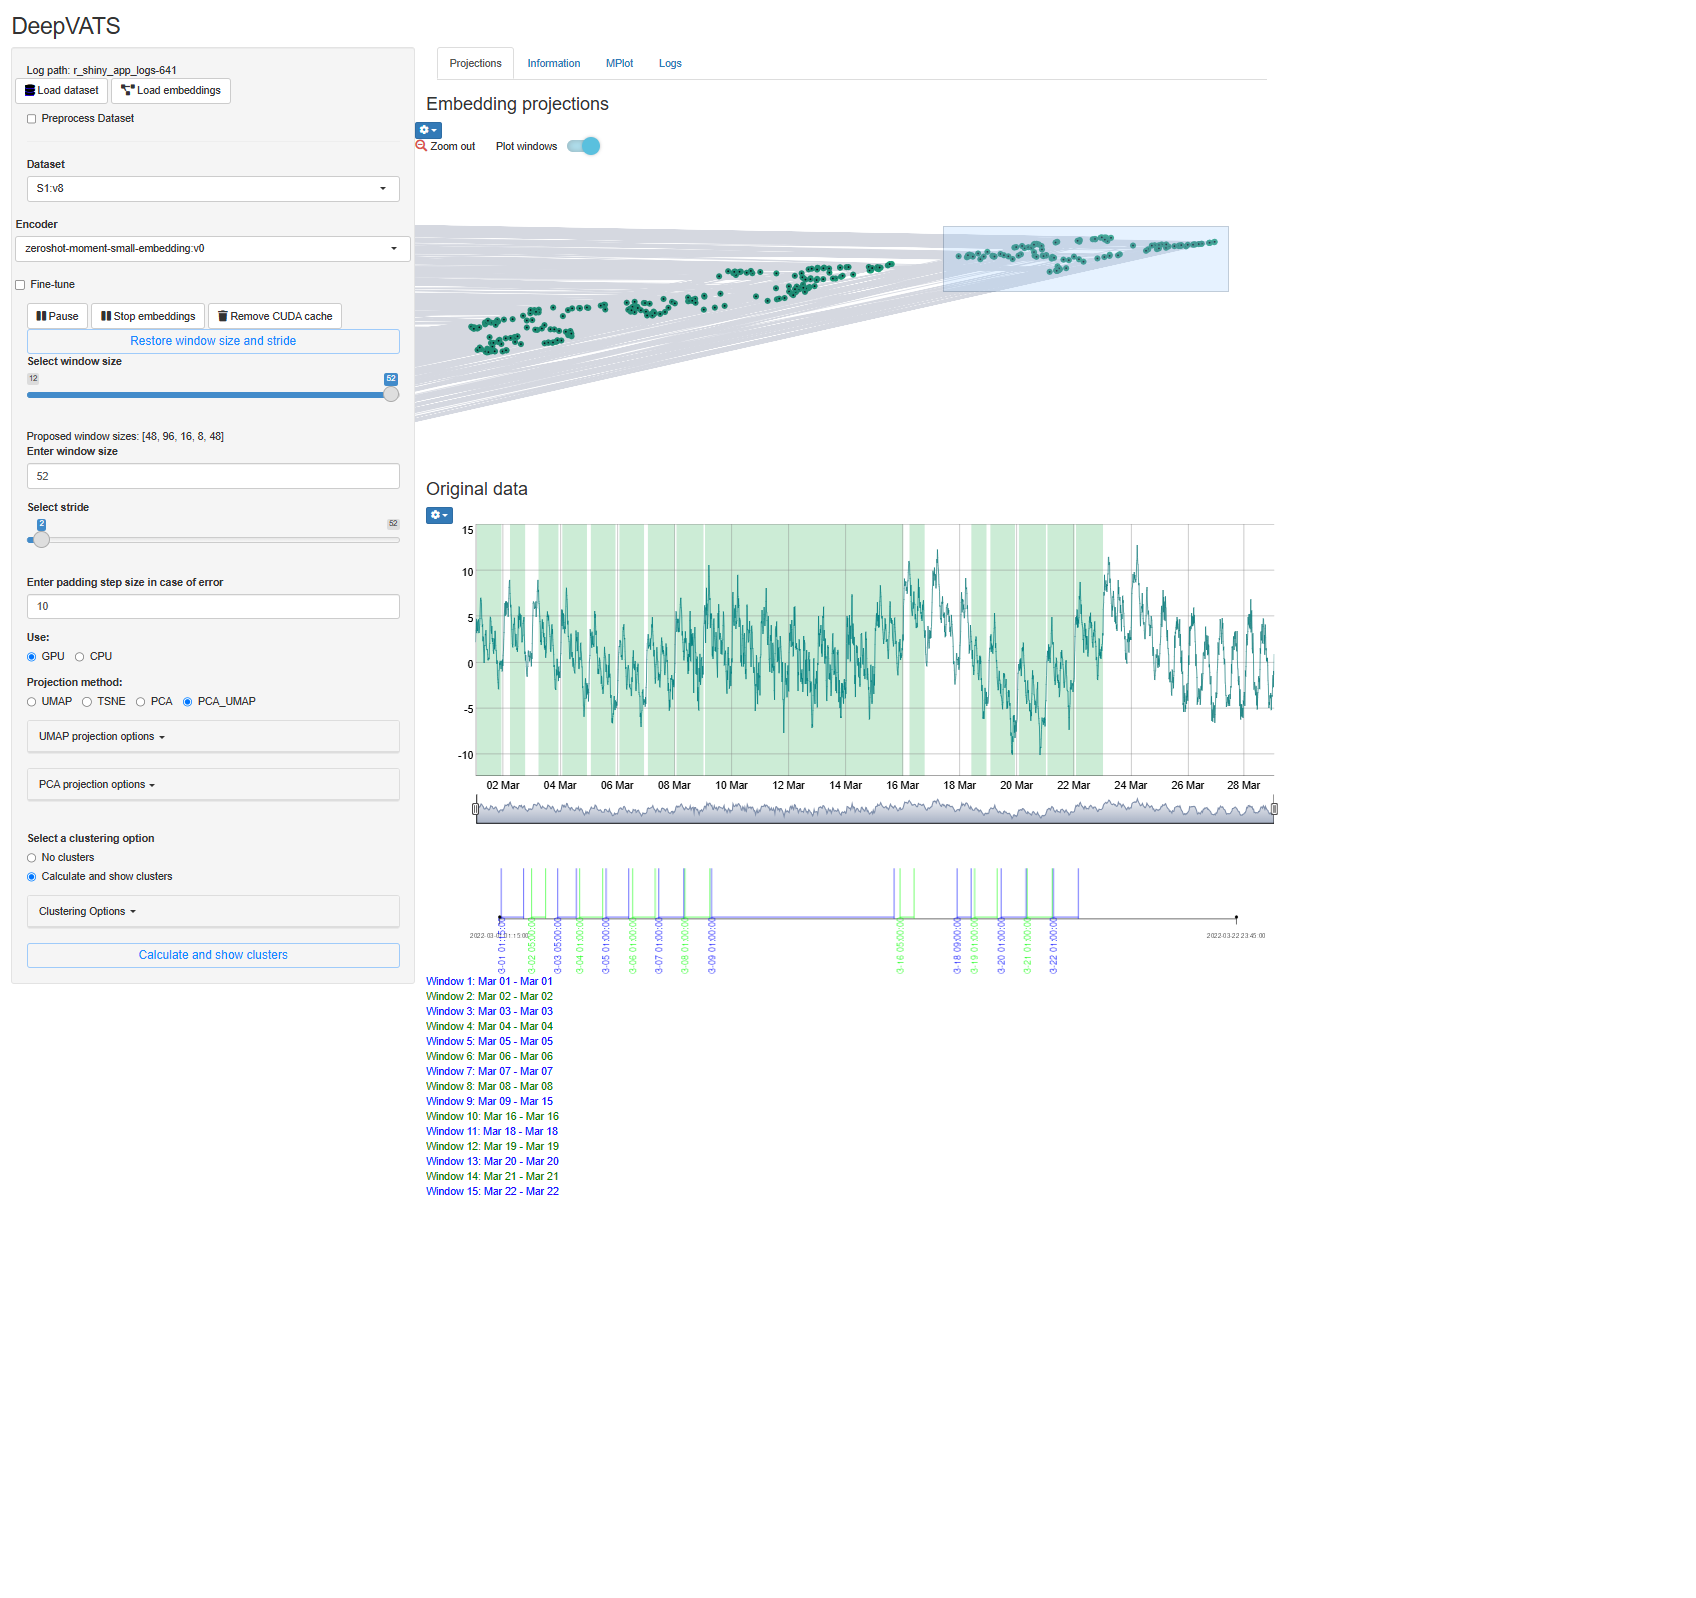 DeepVATS
Log path: r_shiny_app_logs-641
Load dataset
Load embeddings
Preprocess Dataset
Dataset
S1:v8
Encoder
zeroshot-moment-small-embedding:v0
Fine-tune
Pause
Stop embeddings
Remove CUDA cache
Restore window size and stride
Select window size
12
52
Proposed window sizes: [48, 96, 16, 8, 48]
Enter window size
52
Select stride
2
52
Enter padding step size in case of error
10
Use:
GPU CPU
Projection method:
UMAP TSNE PCA PCA_UMAP
UMAP projection options
PCA projection options
Select a clustering option
No clusters
Calculate and show clusters
Clustering Options
Calculate and show clusters
Projections Information MPlot Logs
Embedding projections
Zoom out Plot windows
Original data
15
10
5
0
-5
-10
02 Mar 04 Mar 06 Mar 08 Mar 10 Mar 12 Mar 14 Mar 16 Mar 18 Mar 20 Mar 22 Mar 24 Mar 26 Mar 28 Mar
2022-03-22 23:45:00
3-02 05:00:00
3-03 05:00:00
3-04 01:00:00
3-05 01:00:00
3-06 01:00:00
3-07 01:00:00
3-08 01:00:00
3-09 01:00:00
3-16 05:00:00
3-18 09:00:00
3-19 01:00:00
3-20 01:00:00
3-21 01:00:00
3-22 01:00:00
Window 1: Mar 01 - Mar 01
Window 2: Mar 02 - Mar 02
Window 3: Mar 03 - Mar 03
Window 4: Mar 04 - Mar 04
Window 5: Mar 05 - Mar 05
Window 6: Mar 06 - Mar 06
Window 7: Mar 07 - Mar 07
Window 8: Mar 08 - Mar 08
Window 9: Mar 09 - Mar 15
Window 10: Mar 16 - Mar 16
Window 11: Mar 18 - Mar 18
Window 12: Mar 19 - Mar 19
Window 13: Mar 20 - Mar 20
Window 14: Mar 21 - Mar 21
Window 15: Mar 22 - Mar 22